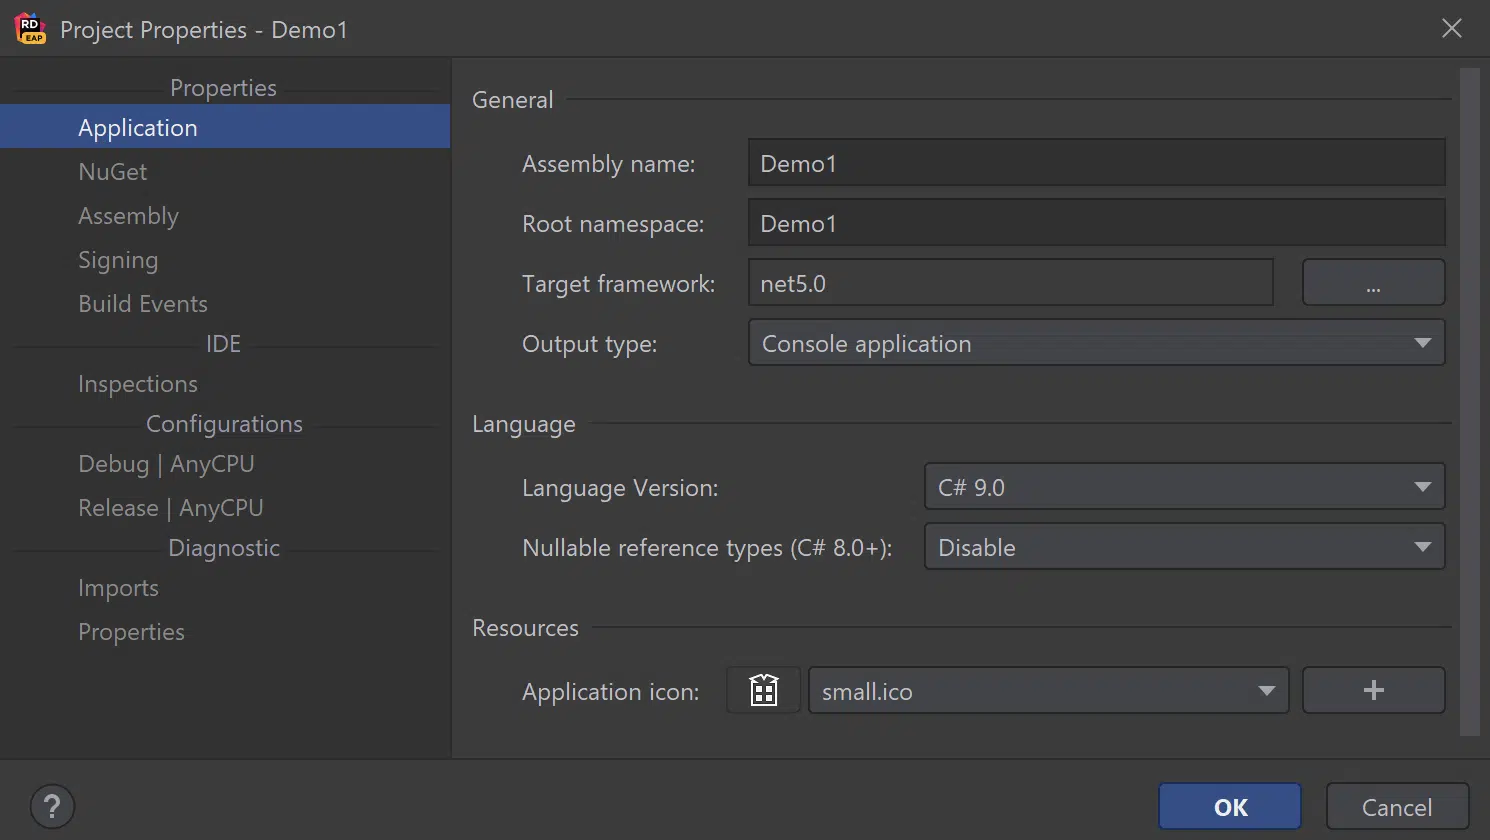 RD
EAP
Project Properties - Demo1
Properties
Application
NuGet
Assembly
Signing
Build Events
IDE
Inspections
Configurations
Debug | AnyCPU
Release | AnyCPU
Diagnostic
Imports
Properties
General
Assembly name: Demo1
Root namespace: Demo1
Target framework: net5.0 ...
Output type: Console application
Language
Language Version: C# 9.0
Nullable reference types (C# 8.0+): Disable
Resources
Application icon: small.ico +
? OK Cancel